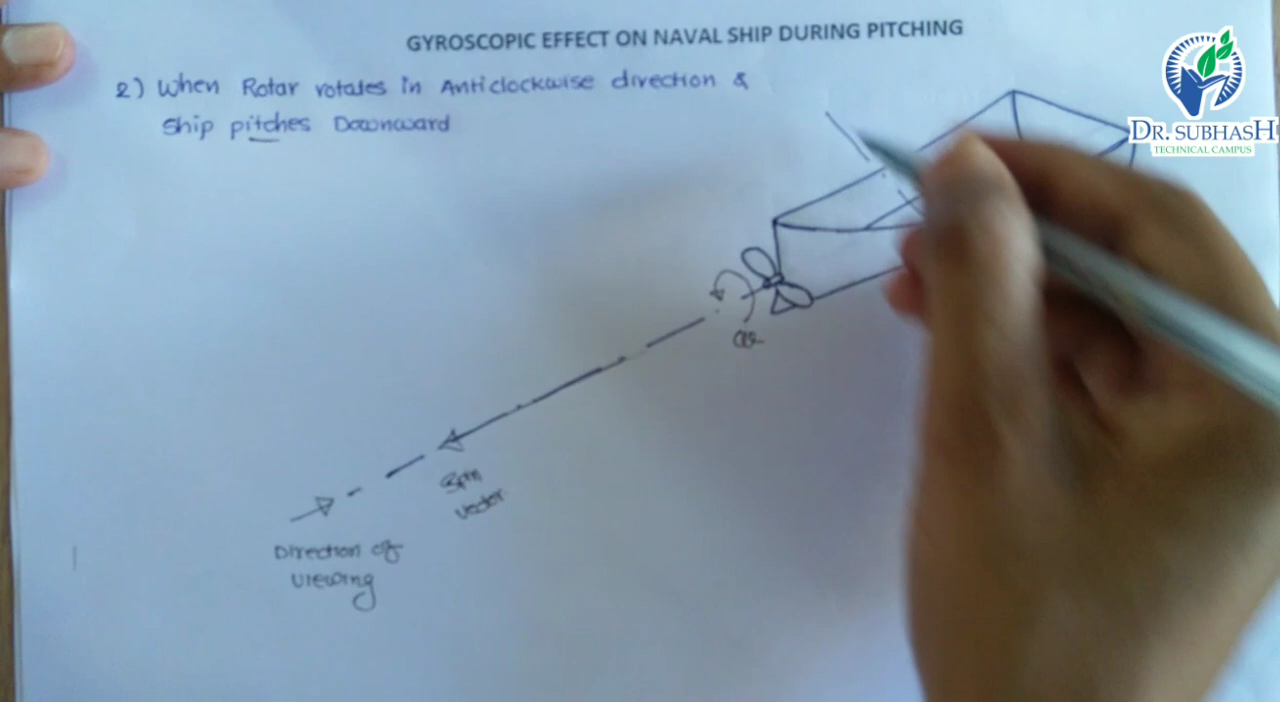 GYROSCOPIC EFFECT ON NAVAL SHIP DURING PITCHING
2) When Rotar rotates in Anticlockwise direction &
Ship pitches Downward
DR. SUBHASH
TECHNICAL CAMPUS
Spin
vector
Direction of
viewing